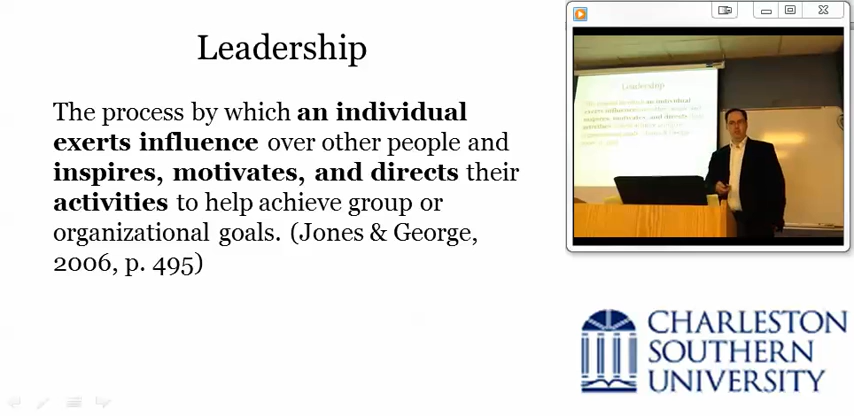 Leadership
The process by which an individual
exerts influence over other people and
inspires, motivates, and directs their
activities to help achieve group or
organizational goals. (Jones & George,
2006, p. 495)
Leadership
CHARLESTON
SOUTHERN
UNIVERSITY